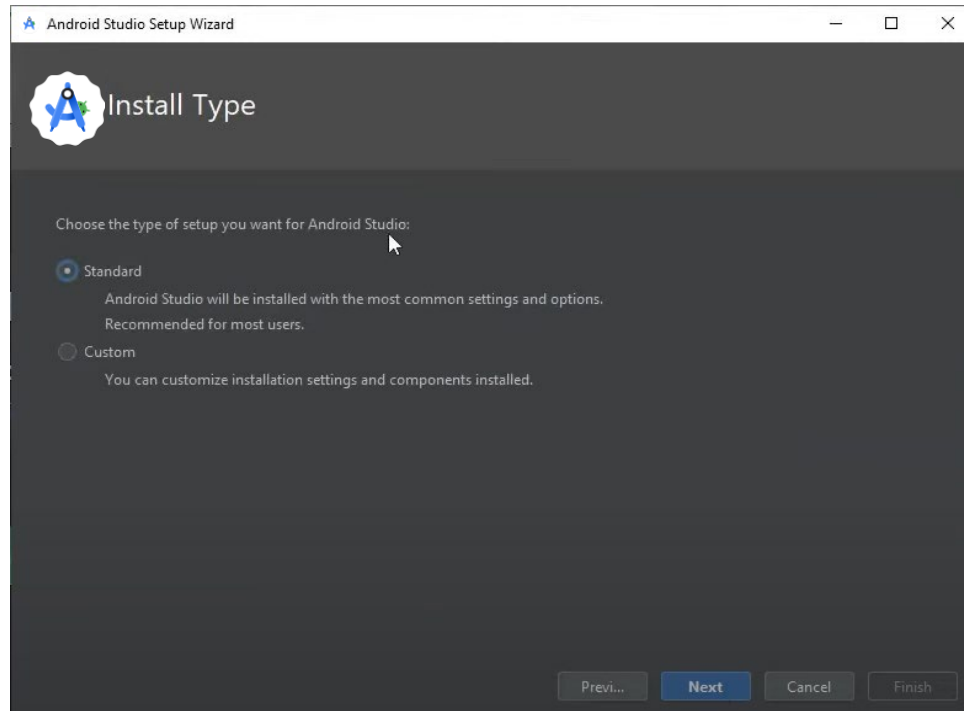 Android Studio Setup Wizard
Install Type
Choose the type of setup you want for Android Studio:
Standard
Android Studio will be installed with the most common settings and options.
Recommended for most users.
Custom
You can customize installation settings and components installed.
Previ... Next Cancel Finish